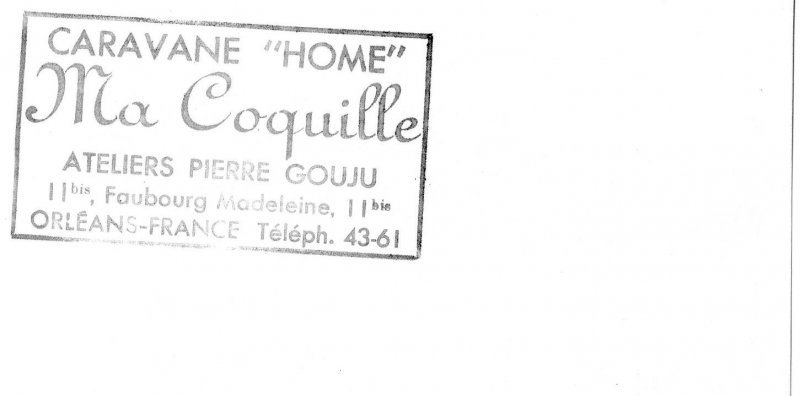 CARAVANE "HOME"
Ma Coquille
ATELIERS PIERRE GOUJU
11bis, Faubourg Madeleine, 11bis
ORLÉANS-FRANCE Téléph. 43-61